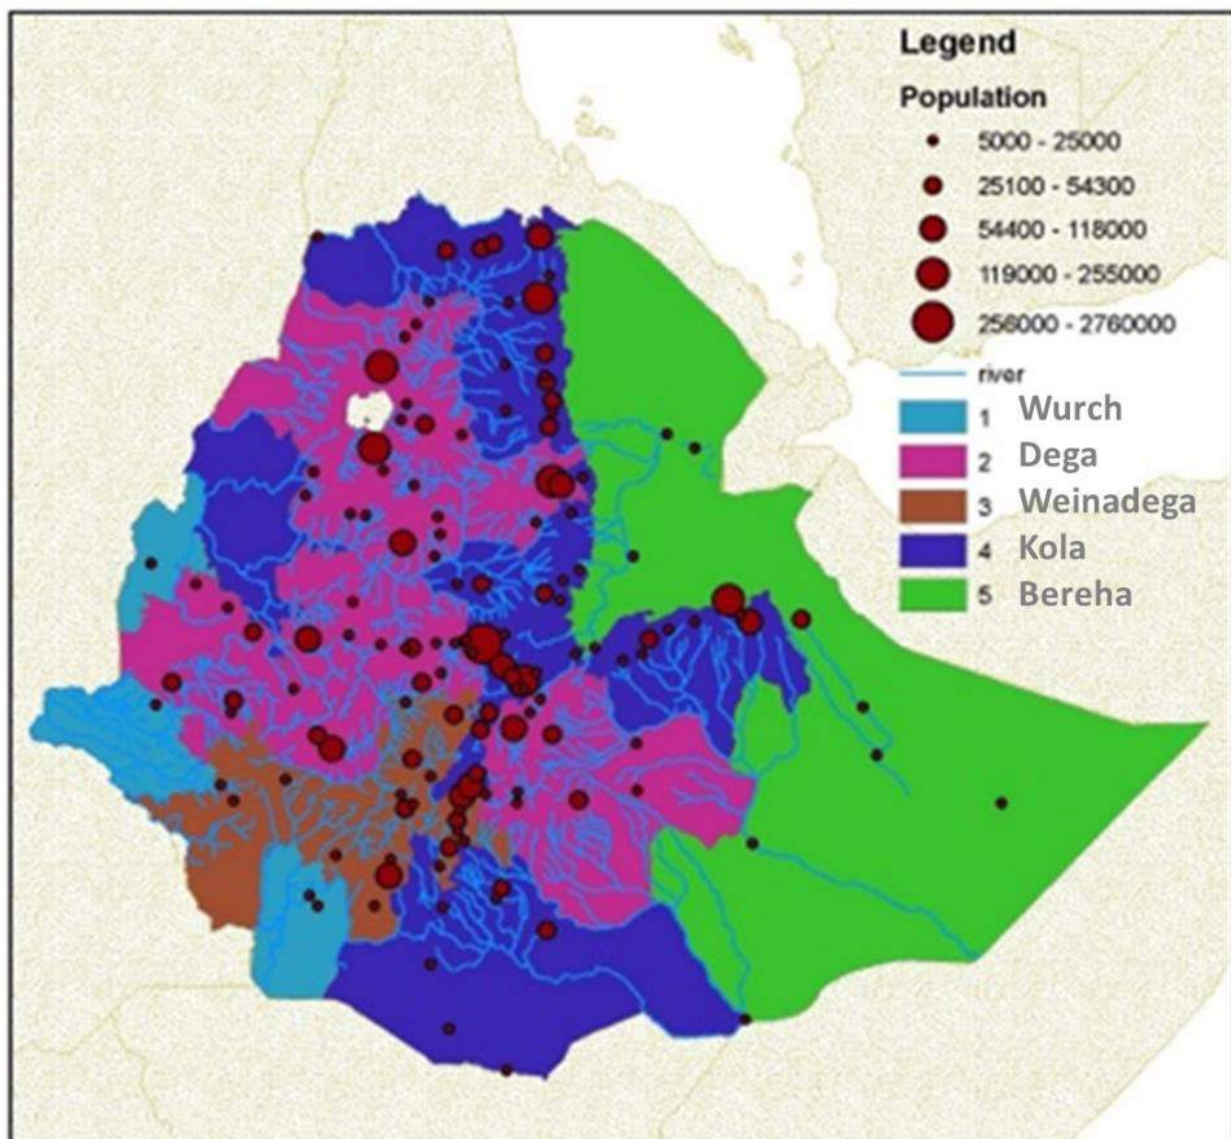 Legend
Population
5000 - 25000
25100 - 54300
54400 - 118000
119000 - 255000
256000 - 2760000
river
1 Wurch
2 Dega
3 Weinadega
4 Kola
5 Bereha